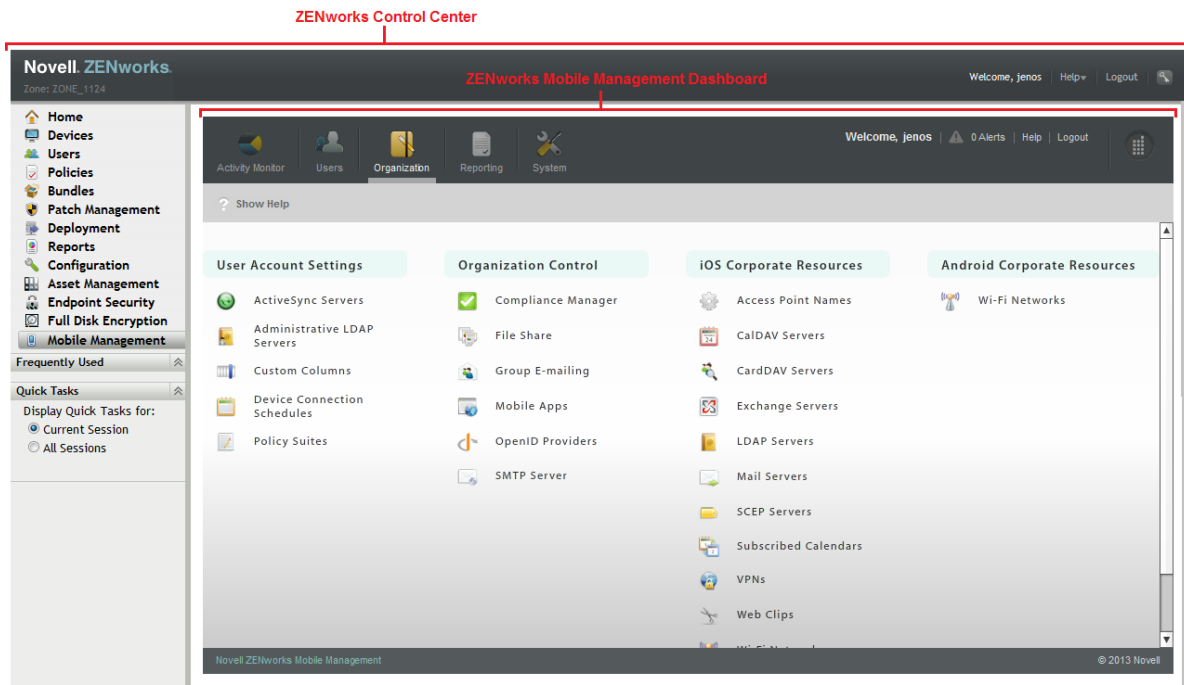 ZENworks Control Center
Novell. ZENworks.
Zone: ZONE_1124
ZENworks Mobile Management Dashboard
Welcome, jenos | Help | Logout
Home
Devices
Users
Policies
Bundles
Patch Management
Deployment
Reports
Configuration
Asset Management
Endpoint Security
Full Disk Encryption
Mobile Management
Frequently Used
Quick Tasks
Display Quick Tasks for:
Current Session
All Sessions
Activity Monitor
Users
Organization
Reporting
System
Welcome, jenos | 0 Alerts | Help | Logout
? Show Help
User Account Settings
ActiveSync Servers
Administrative LDAP
Servers
Custom Columns
Device Connection
Schedules
Policy Suites
Organization Control
Compliance Manager
File Share
Group E-mailing
Mobile Apps
OpenID Providers
SMTP Server
iOS Corporate Resources
Access Point Names
CalDAV Servers
CardDAV Servers
Exchange Servers
LDAP Servers
Mail Servers
SCEP Servers
Subscribed Calendars
VPNs
Web Clips
Android Corporate Resources
Wi-Fi Networks
Novell ZENworks Mobile Management
© 2013 Novell